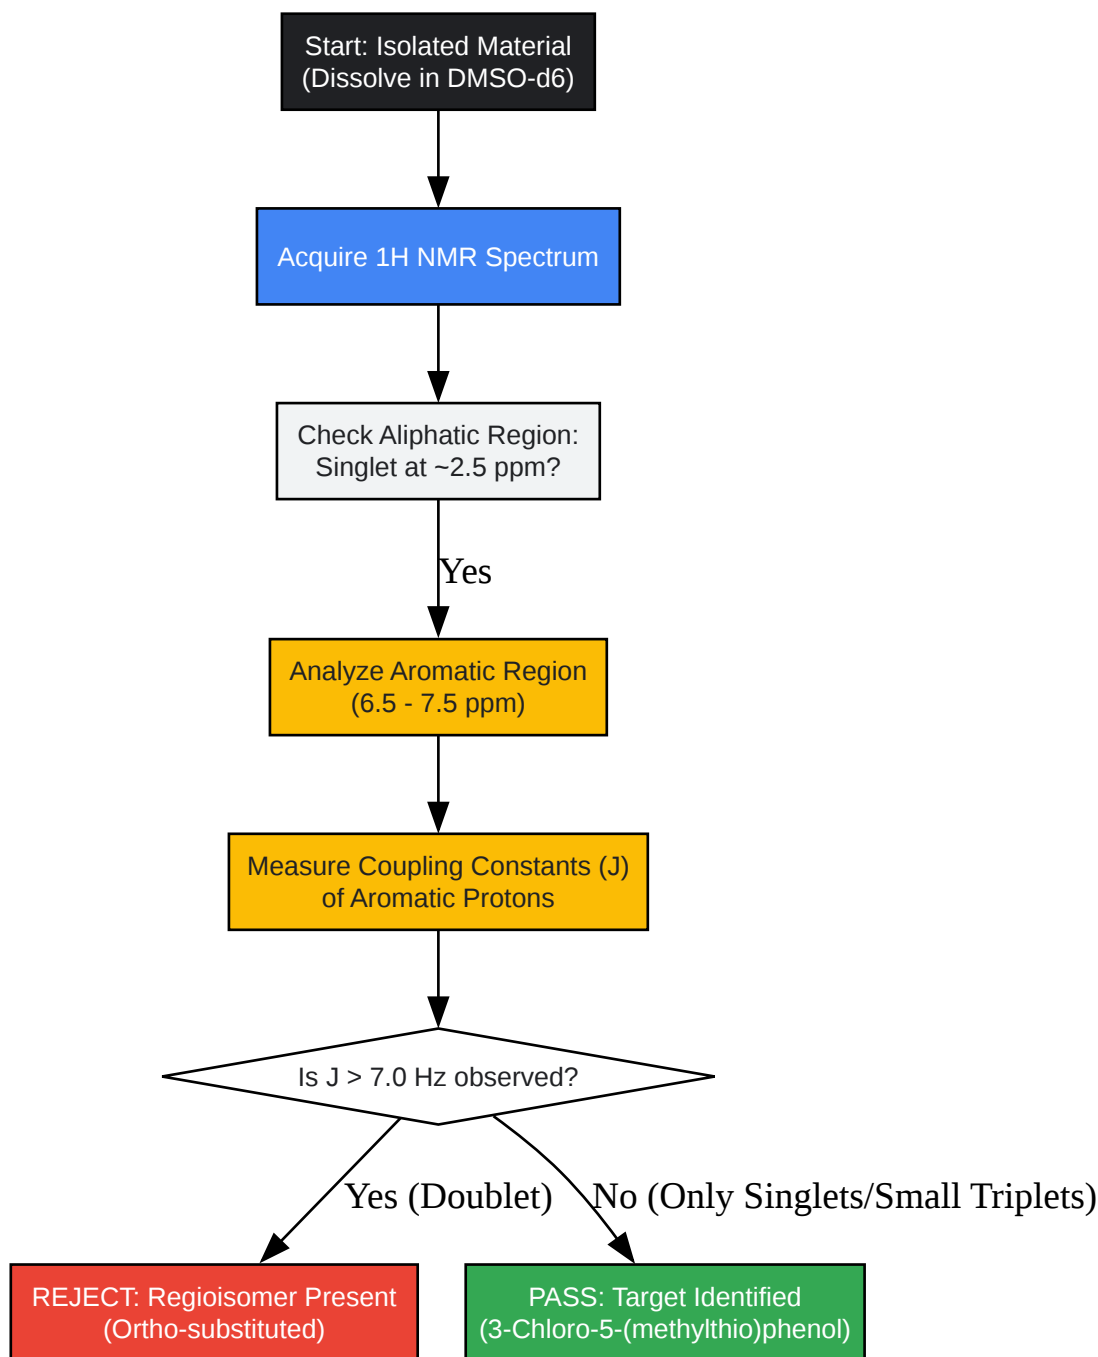 Start: Isolated Material
(Dissolve in DMSO-d6)
Acquire 1H NMR Spectrum
Check Aliphatic Region:
Singlet at ~2.5 ppm?
Yes
Analyze Aromatic Region
(6.5 - 7.5 ppm)
Measure Coupling Constants (J)
of Aromatic Protons
Is J > 7.0 Hz observed?
Yes (Doublet)
No (Only Singlets/Small Triplets)
REJECT: Regioisomer Present
(Ortho-substituted)
PASS: Target Identified
(3-Chloro-5-(methylthio)phenol)